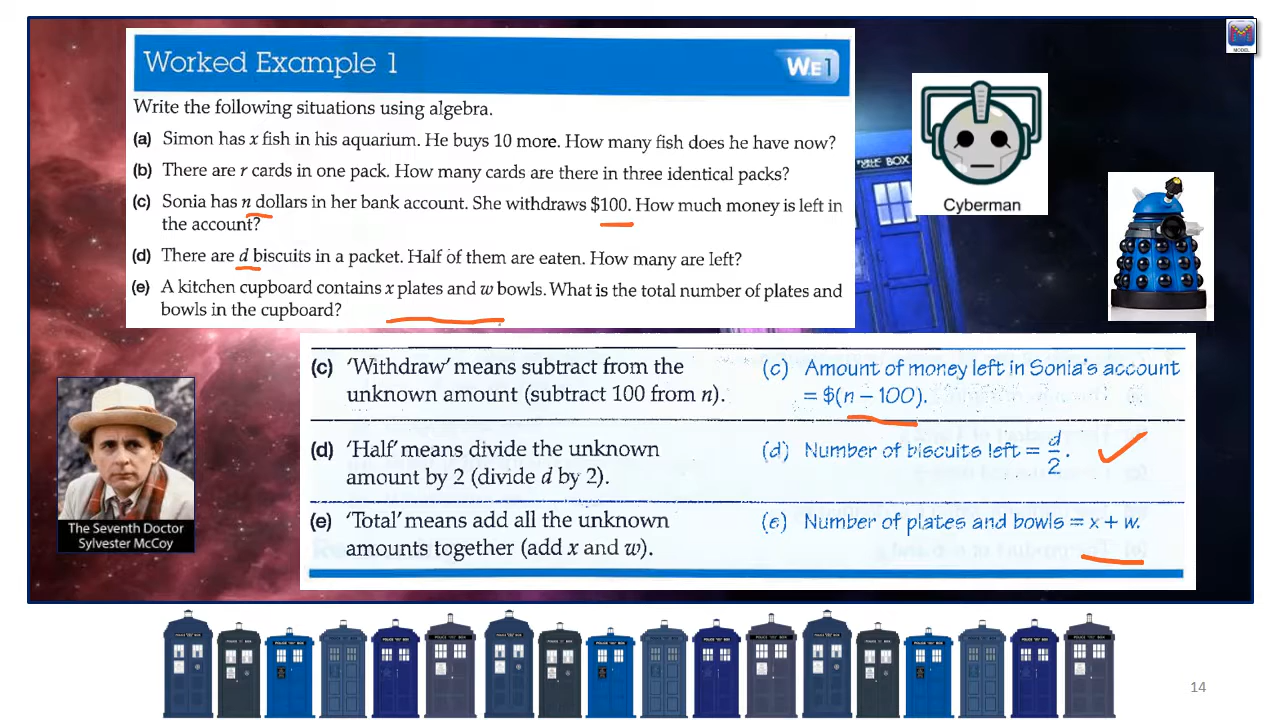 Worked Example 1
WE1
MODEL
Write the following situations using algebra.
(a) Simon has x fish in his aquarium. He buys 10 more. How many fish does he have now?
(b) There are r cards in one pack. How many cards are there in three identical packs?
(c) Sonia has n dollars in her bank account. She withdraws $100. How much money is left in
the account?
(d) There are d biscuits in a packet. Half of them are eaten. How many are left?
(e) A kitchen cupboard contains x plates and w bowls. What is the total number of plates and
bowls in the cupboard?
BOX
Cyberman
(c) 'Withdraw' means subtract from the
unknown amount (subtract 100 from n).
(c) Amount of money left in Sonia's account
= $(n – 100).
(d) 'Half' means divide the unknown
amount by 2 (divide d by 2).
(d) Number of biscuits left = d/2.
(e) 'Total' means add all the unknown
amounts together (add x and w).
(e) Number of plates and bowls = x + w.
The Seventh Doctor
Sylvester McCoy
14